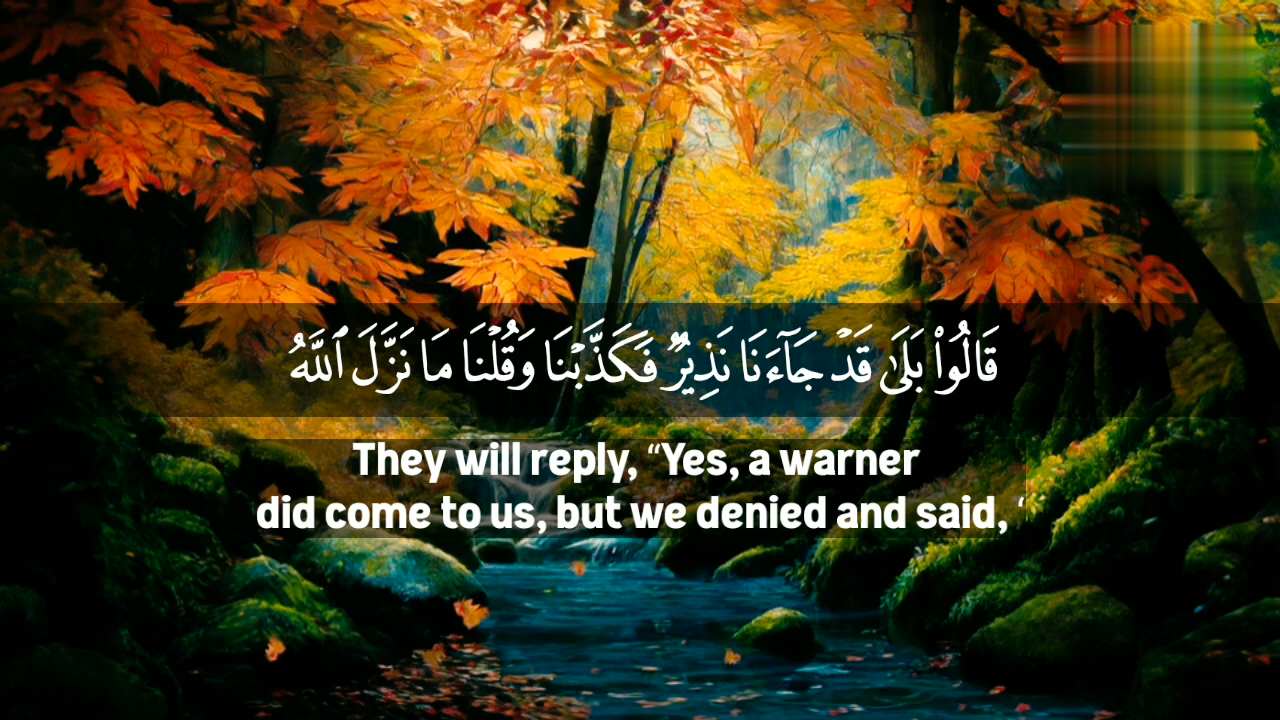 قَالُوا۟ بَلَىٰ قَدْ جَآءَنَا نَذِيرٌ فَكَذَّبْنَا وَقُلْنَا مَا نَزَّلَ ٱللَّهُ
They will reply, “Yes, a warner
did come to us, but we denied and said, ‘